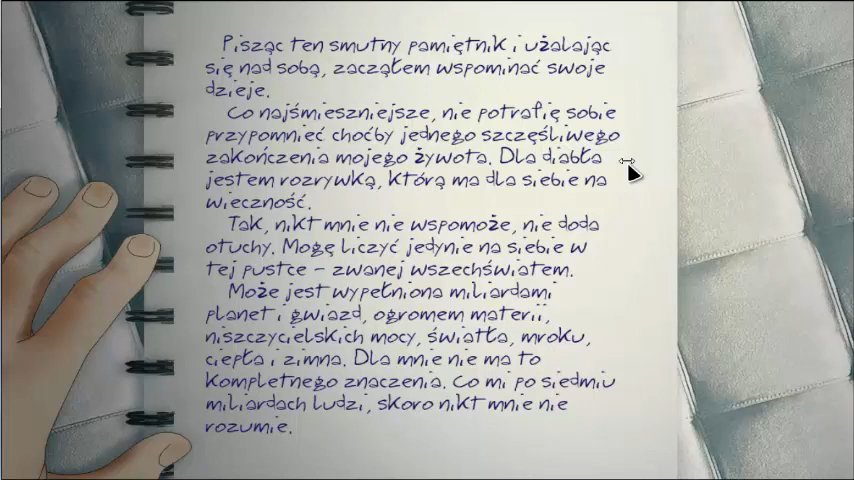 Pisząc ten smutny pamiętnik i użalając
się nad sobą, zacząłem wspominać swoje
dzieje.
Co najśmieszniejsze, nie potrafię sobie
przypomnieć choćby jednego szczęśliwego
zakończenia mojego żywota. Dla diabła
jestem rozrywką, którą ma dla siebie na
wieczność.
Tak, nikt mnie nie wspomoże, nie doda
otuchy. Mogę liczyć jedynie na siebie w
tej pustce - zwanej wszechświatem.
Może jest wypełniona miliardami
planet i gwiazd, ogromem materii,
niszczycielskich mocy, światła, mroku,
ciepła i zimna. Dla mnie nie ma to
kompletnego znaczenia. Co mi po siedmiu
miliardach ludzi, skoro nikt mnie nie
rozumie.